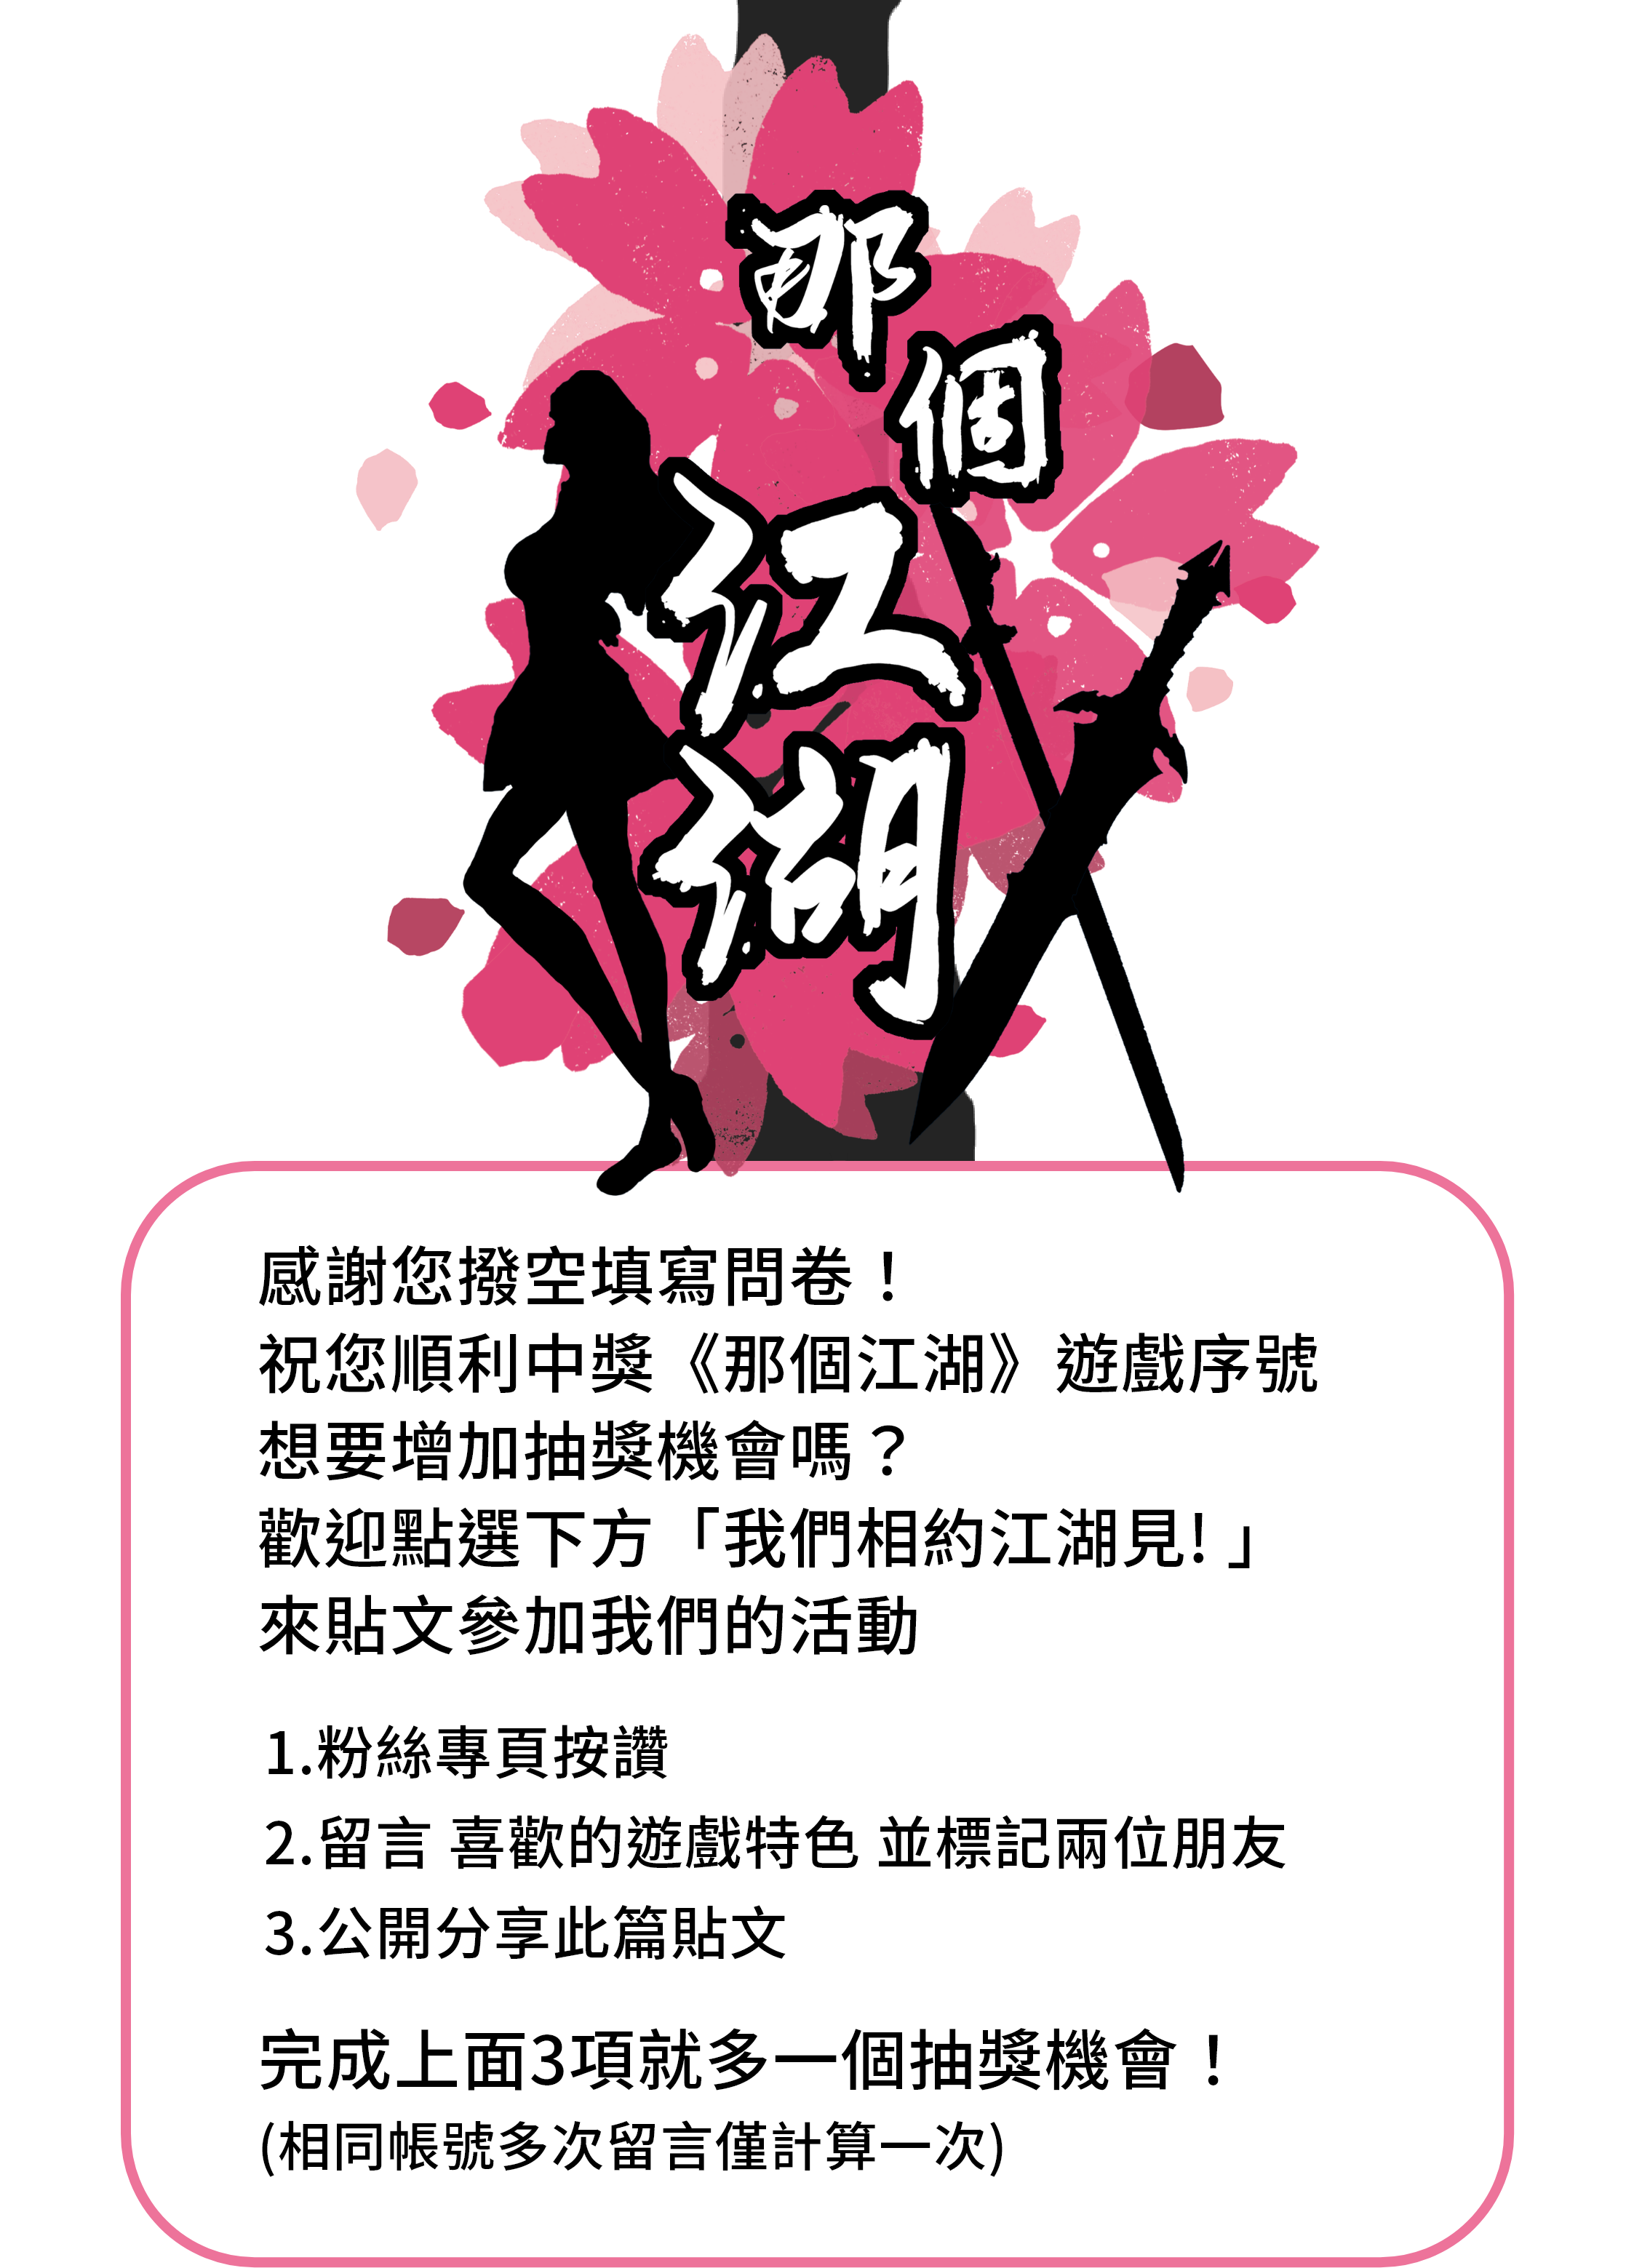 那個
江湖
感謝您撥空填寫問卷！
祝您順利中獎《那個江湖》遊戲序號
想要增加抽獎機會嗎？
歡迎點選下方「我們相約江湖見!」
來貼文參加我們的活動
1.粉絲專頁按讚
2.留言 喜歡的遊戲特色 並標記兩位朋友
3.公開分享此篇貼文
完成上面3項就多一個抽獎機會！
(相同帳號多次留言僅計算一次)